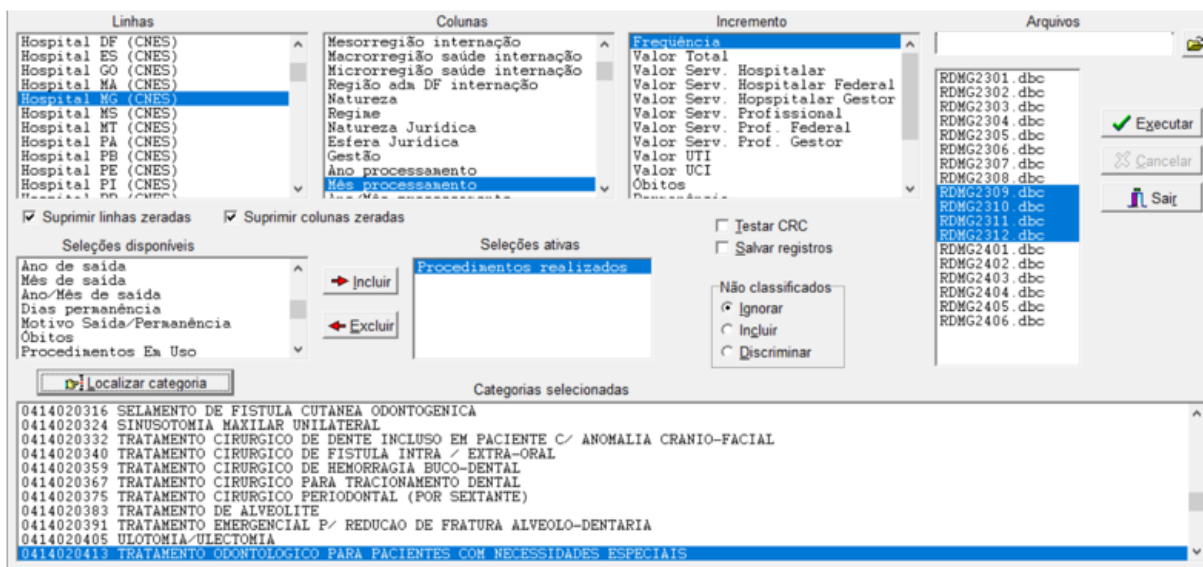 Linhas
Hospital DF (CNES)
Hospital ES (CNES)
Hospital GO (CNES)
Hospital MA (CNES)
Hospital MG (CNES)
Hospital MS (CNES)
Hospital MT (CNES)
Hospital PA (CNES)
Hospital PB (CNES)
Hospital PE (CNES)
Hospital PI (CNES)
Colunas
Mesorregião internação
Macrorregião saúde internação
Microrregião saúde internação
Região adm DF internação
Natureza
Regime
Natureza Jurídica
Esfera Jurídica
Gestão
Ano processamento
Mês processamento
Incremento
Freqüência
Valor Total
Valor Serv. Hospitalar
Valor Serv. Hospitalar Federal
Valor Serv. Hopspitalar Gestor
Valor Serv. Profissional
Valor Serv. Prof. Federal
Valor Serv. Prof. Gestor
Valor UTI
Valor UCI
Óbitos
Arquivos
RDMG2301.dbc
RDMG2302.dbc
RDMG2303.dbc
RDMG2304.dbc
RDMG2305.dbc
RDMG2306.dbc
RDMG2307.dbc
RDMG2308.dbc
RDMG2309.dbc
RDMG2310.dbc
RDMG2311.dbc
RDMG2312.dbc
RDMG2401.dbc
RDMG2402.dbc
RDMG2403.dbc
RDMG2404.dbc
RDMG2405.dbc
RDMG2406.dbc
Executar
Cancelar
Sair
Suprimir linhas zeradas
Suprimir colunas zeradas
Seleções disponíveis
Ano de saída
Mês de saída
Ano/Mês de saída
Dias permanência
Motivo Saída/Permanência
Óbitos
Procedimentos Em Uso
Incluir
Excluir
Seleções ativas
Procedimentos realizados
Testar CRC
Salvar registros
Não classificados
Ignorar
Incluir
Discriminar
Localizar categoria
Categorias selecionadas
0414020316 SELAMENTO DE FISTULA CUTANEA ODONTOGENICA
0414020324 SINUSOTOMIA MAXILAR UNILATERAL
0414020332 TRATAMENTO CIRURGICO DE DENTE INCLUSO EM PACIENTE C/ ANOMALIA CRANIO-FACIAL
0414020340 TRATAMENTO CIRURGICO DE FISTULA INTRA / EXTRA-ORAL
0414020359 TRATAMENTO CIRURGICO DE HEMORRAGIA BUCO-DENTAL
0414020367 TRATAMENTO CIRURGICO PARA TRACIONAMENTO DENTAL
0414020375 TRATAMENTO CIRURGICO PERIODONTAL (POR SEXTANTE)
0414020383 TRATAMENTO DE ALVEOLITE
0414020391 TRATAMENTO EMERGENCIAL P/ REDUCAO DE FRATURA ALVEOLO-DENTARIA
0414020405 ULOTOMIA/ULECTOMIA
0414020413 TRATAMENTO ODONTOLOGICO PARA PACIENTES COM NECESSIDADES ESPECIAIS